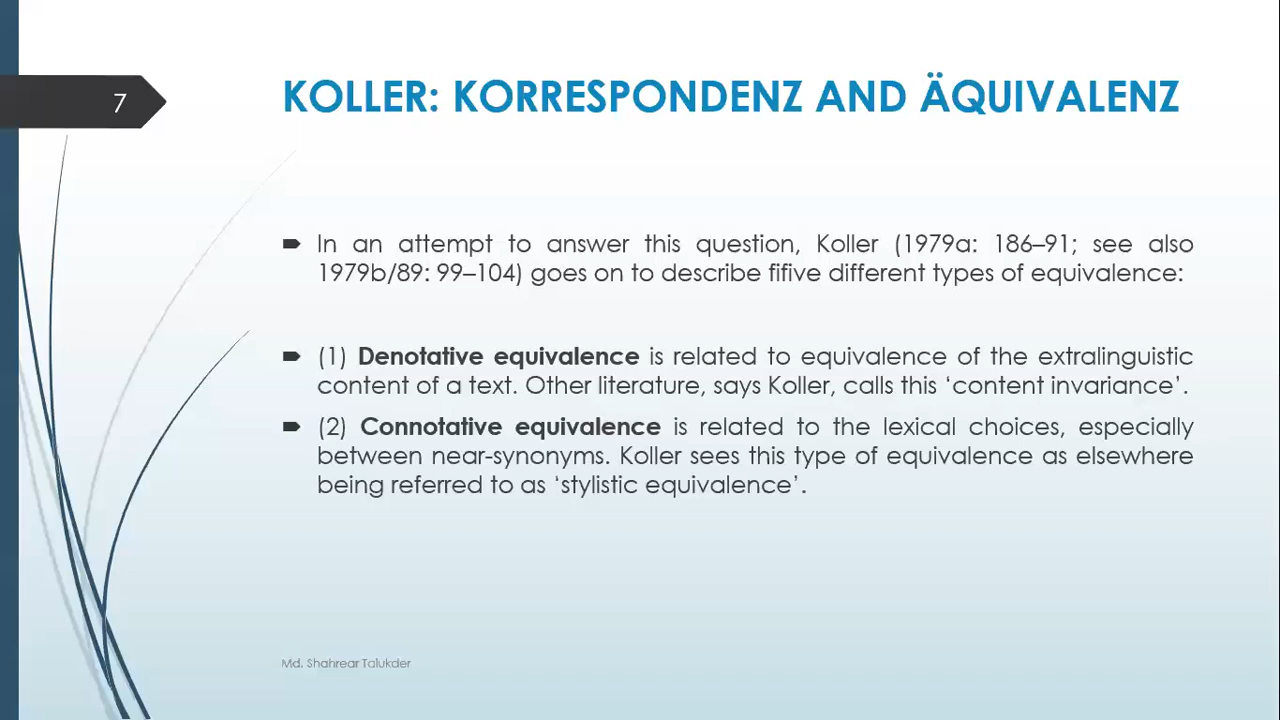 7
KOLLER: KORRESPONDENZ AND ÄQUIVALENZ
In an attempt to answer this question, Koller (1979a: 186–91; see also
1979b/89: 99–104) goes on to describe fifive different types of equivalence:
(1) Denotative equivalence is related to equivalence of the extralinguistic
content of a text. Other literature, says Koller, calls this ‘content invariance’.
(2) Connotative equivalence is related to the lexical choices, especially
between near-synonyms. Koller sees this type of equivalence as elsewhere
being referred to as ‘stylistic equivalence’.
Md. Shahrear Talukder